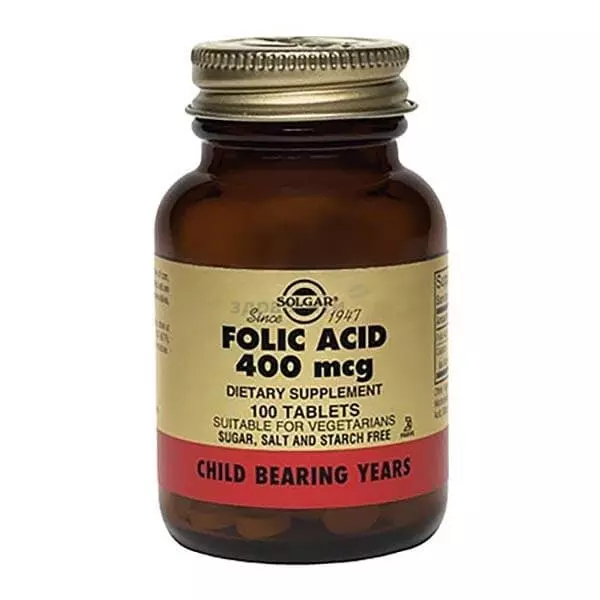 SOLGAR®
Since 1947
FOLIC ACID
400 mcg
DIETARY SUPPLEMENT
100 TABLETS
SUITABLE FOR VEGETARIANS
SUGAR, SALT AND STARCH FREE
CHILD BEARING YEARS